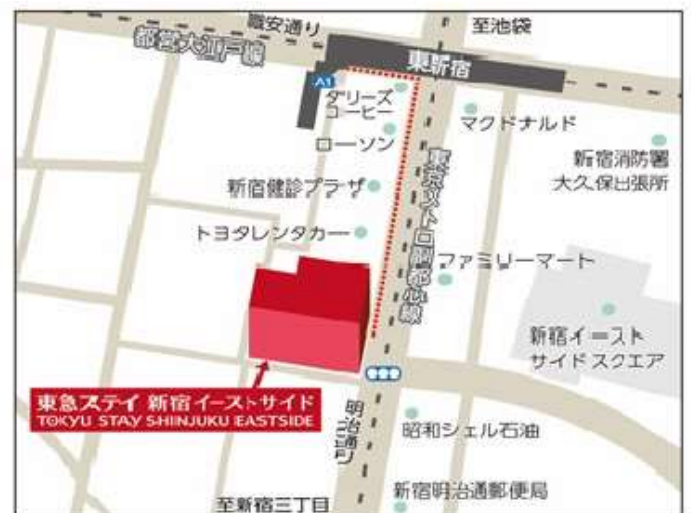 職安通り
至池袋
都営大江戸線
東新宿
A1
タリーズ
コーヒー
マクドナルド
ローソン
新宿消防署
大久保出張所
新宿健診プラザ
東京メトロ副都心線
トヨタレンタカー
ファミリーマート
新宿イースト
サイドスクエア
東急ステイ 新宿イーストサイド
TOKYU STAY SHINJUKU EASTSIDE
明治通り
昭和シェル石油
新宿明治通郵便局
至新宿三丁目